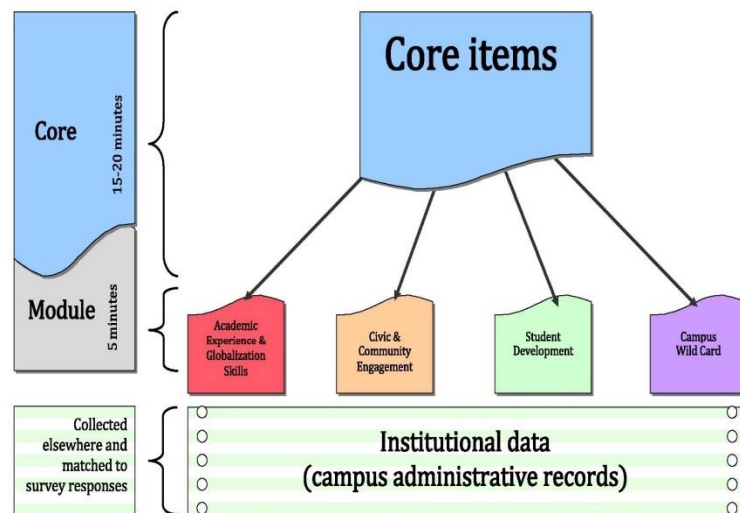 Core
15-20 minutes
Module
5 minutes
Core items
Academic
Experience &
Globalization
Skills
Civic &
Community
Engagement
Student
Development
Campus
Wild Card
Collected
elsewhere and
matched to
survey responses
Institutional data
(campus administrative records)